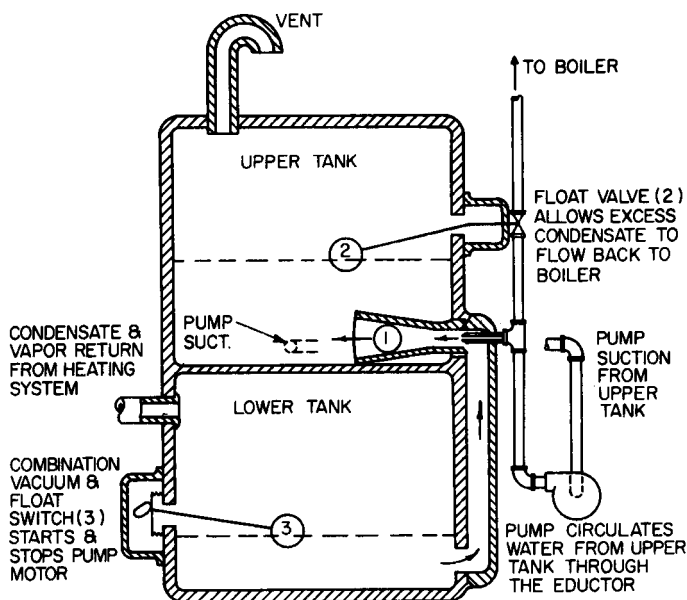 VENT
TO BOILER
UPPER TANK
FLOAT VALVE (2)
ALLOWS EXCESS
CONDENSATE TO
FLOW BACK TO
BOILER
2
PUMP
SUCT.
1
CONDENSATE &
VAPOR RETURN
FROM HEATING
SYSTEM
PUMP
SUCTION
FROM
UPPER
TANK
LOWER TANK
COMBINATION
VACUUM &
FLOAT
SWITCH (3)
STARTS &
STOPS PUMP
MOTOR
3
PUMP CIRCULATES
WATER FROM UPPER
TANK THROUGH
THE EDUCTOR